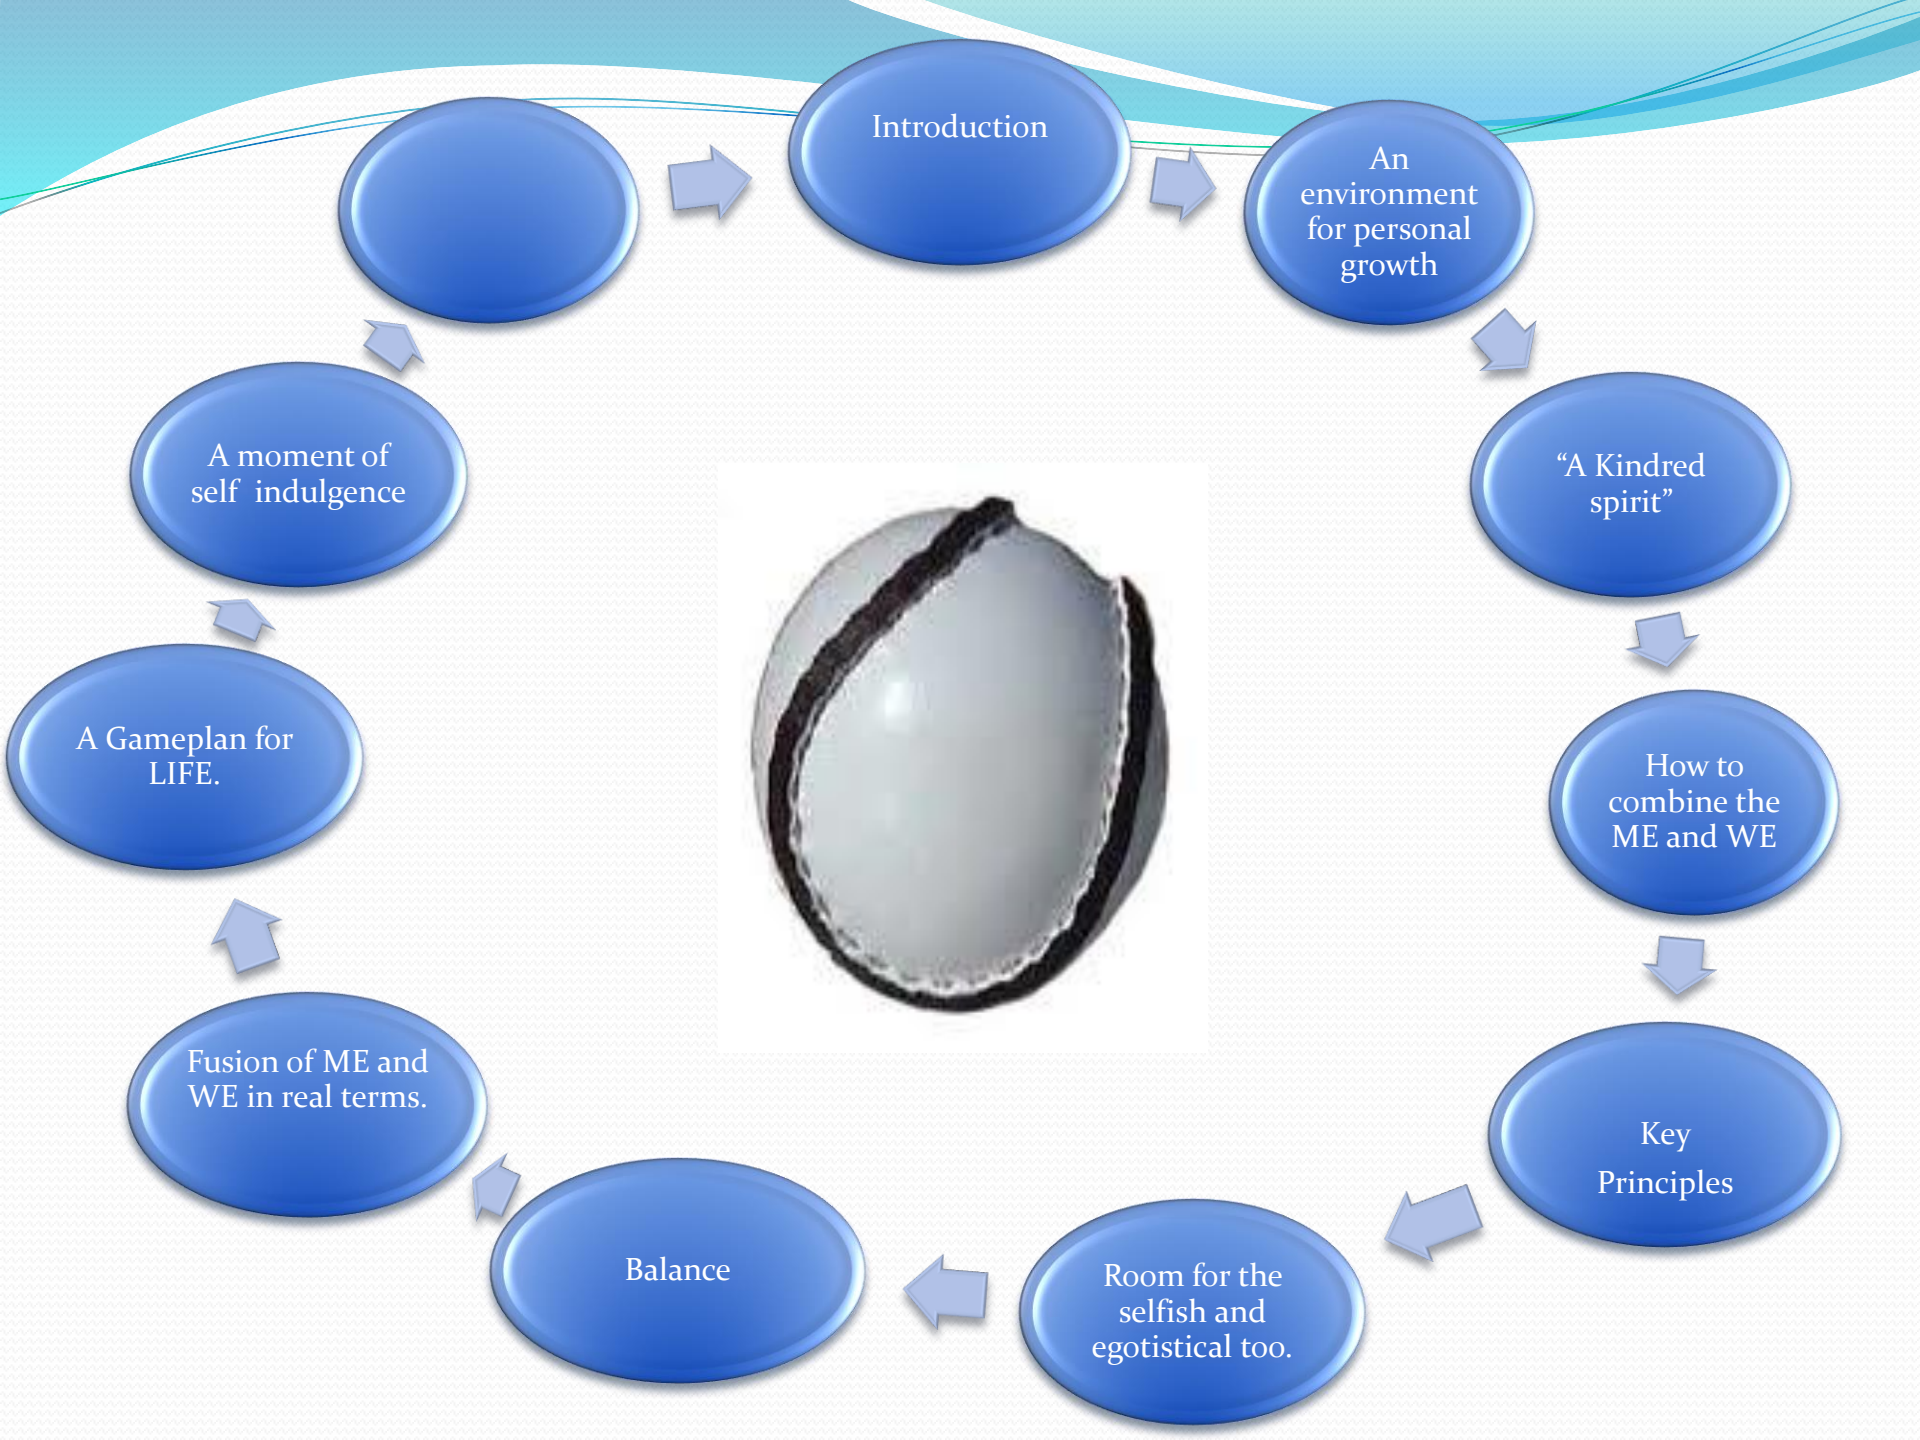 Introduction
An
environment
for personal
growth
“A Kindred
spirit”
How to
combine the
ME and WE
Key
Principles
Room for the
selfish and
egotistical too.
Balance
Fusion of ME and
WE in real terms.
A Gameplan for
LIFE.
A moment of
self  indulgence